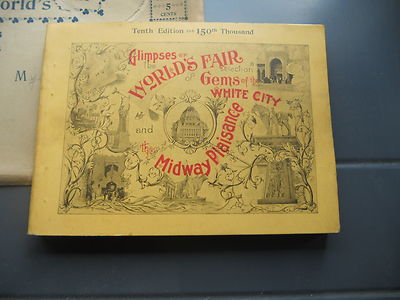 orld's
5
CENTS
M
Tenth Edition 150th Thousand
Glimpses of
The WORLD'S FAIR
Selection
of Gems of the
WHITE CITY
and
The
Midway Plaisance